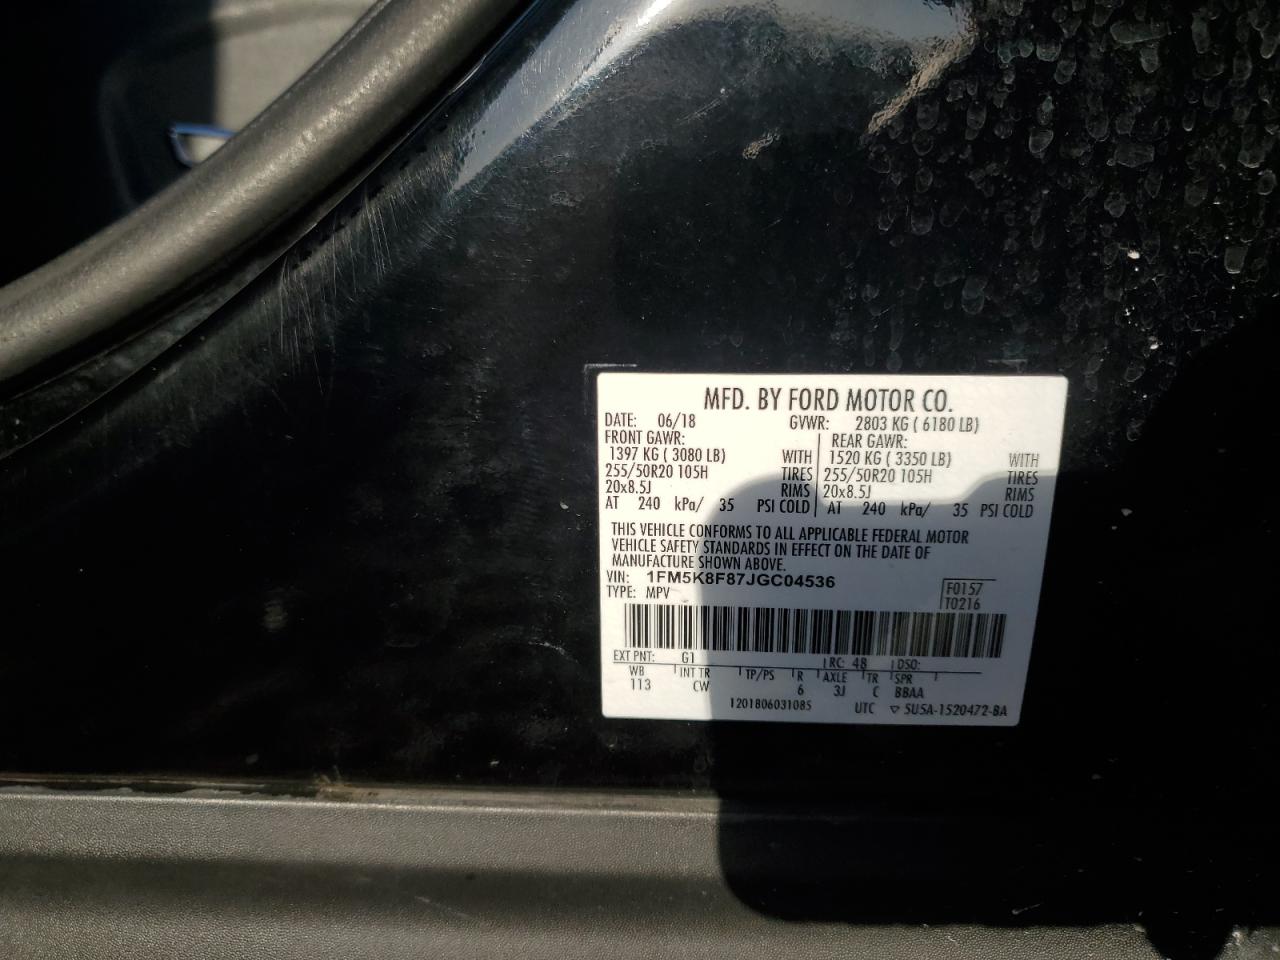 MFD. BY FORD MOTOR CO.
DATE: 06/18 GVWR: 2803 KG ( 6180 LB)
FRONT GAWR: REAR GAWR:
1397 KG ( 3080 LB) WITH 1520 KG ( 3350 LB) WITH
255/50R20 105H TIRES 255/50R20 105H TIRES
20x8.5J RIMS 20x8.5J RIMS
AT 240 kPa/ 35 PSI COLD AT 240 kPa/ 35 PSI COLD
THIS VEHICLE CONFORMS TO ALL APPLICABLE FEDERAL MOTOR
VEHICLE SAFETY STANDARDS IN EFFECT ON THE DATE OF
MANUFACTURE SHOWN ABOVE.
VIN: 1FM5K8F87JGC04536
TYPE: MPV
F0157
T0216
EXT PNT: G1 RC: 48 DSO:
WB INT TR TP/PS R AXLE TR SPR
113 CW 6 3J C BBAA
1201806031085 UTC ▽ 5U5A-1520472-BA